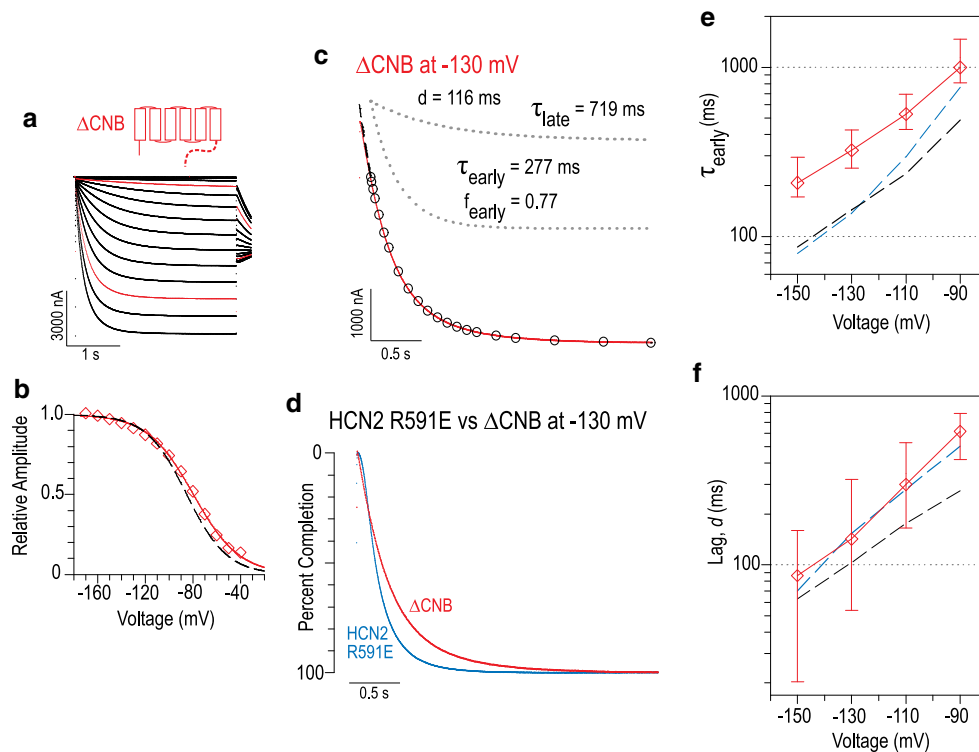 a
ΔCNB
3000 nA
1 s
b
Relative Amplitude
1.0
0.5
0
-160
-120
-80
-40
Voltage (mV)
c
ΔCNB at -130 mV
d = 116 ms
τlate = 719 ms
τearly = 277 ms
fearly = 0.77
1000 nA
0.5 s
d
HCN2 R591E vs ΔCNB at -130 mV
Percent Completion
0
100
ΔCNB
HCN2
R591E
0.5 s
e
τearly (ms)
1000
100
-150
-130
-110
-90
Voltage (mV)
f
Lag, d (ms)
1000
100
-150
-130
-110
-90
Voltage (mV)